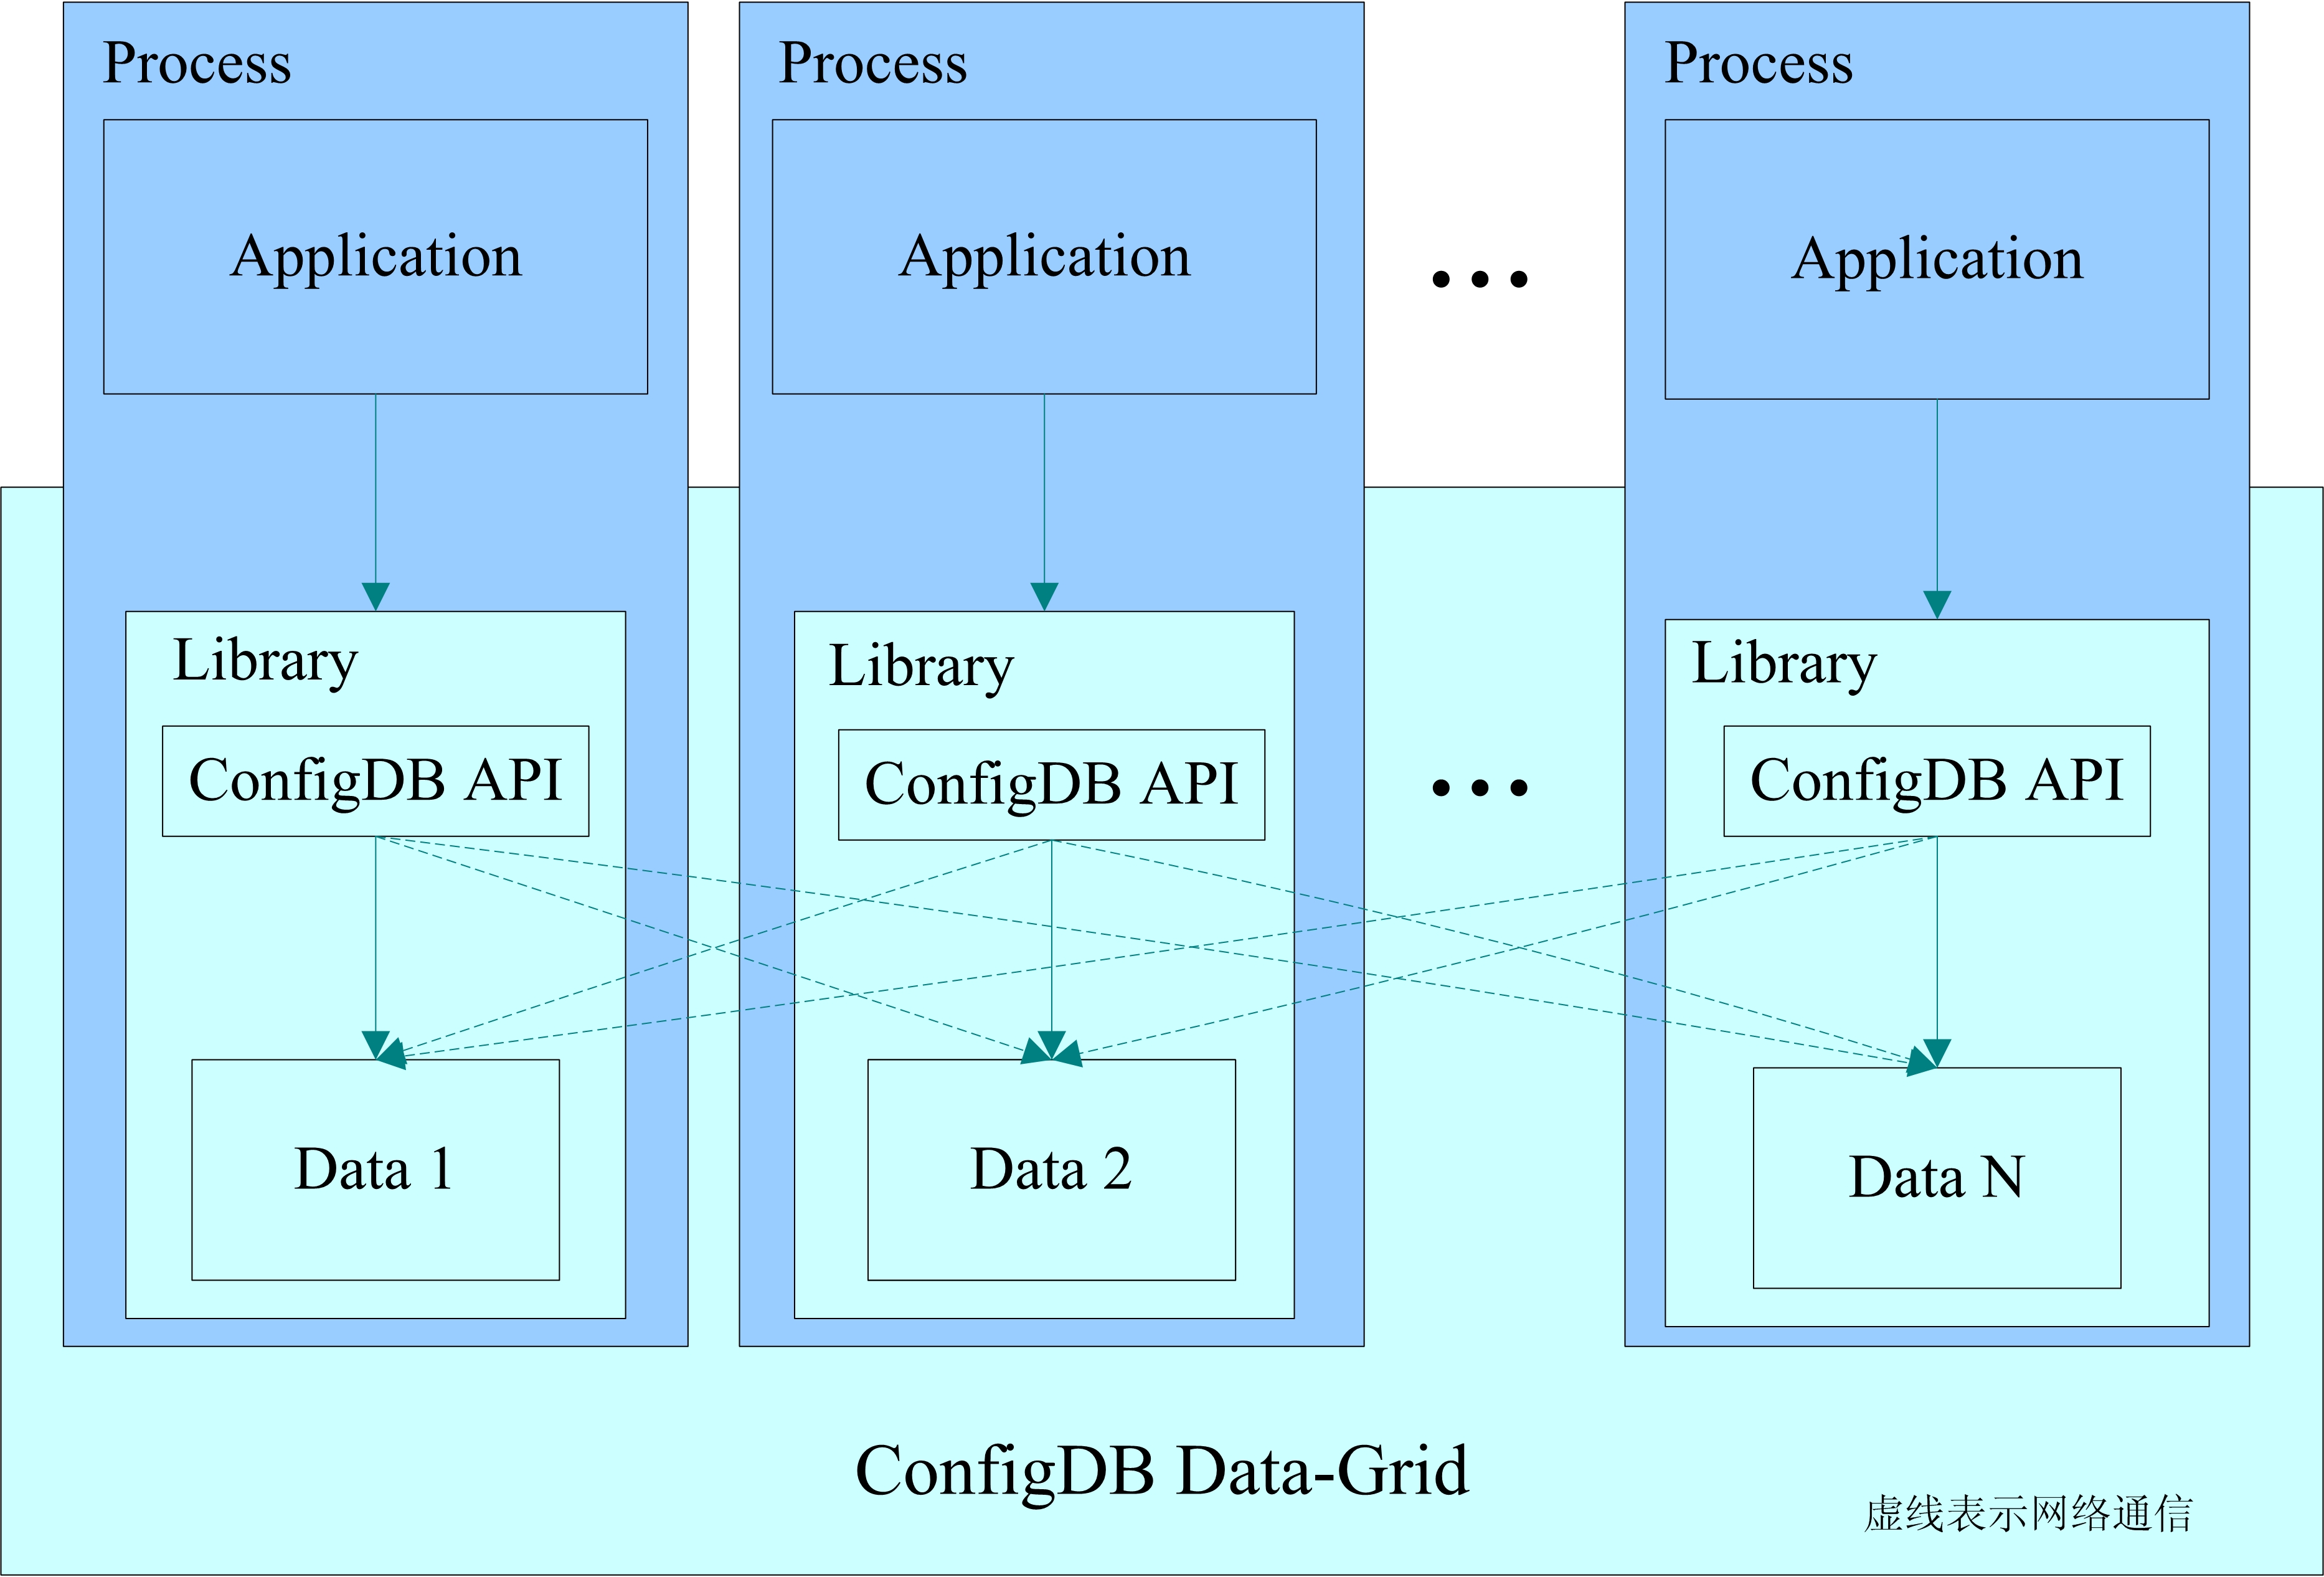 Process
Process
Process
Application
Application
...
Application
Library
Library
Library
ConfigDB API
ConfigDB API
...
ConfigDB API
Data 1
Data 2
Data N
ConfigDB Data-Grid
虚线表示网络通信